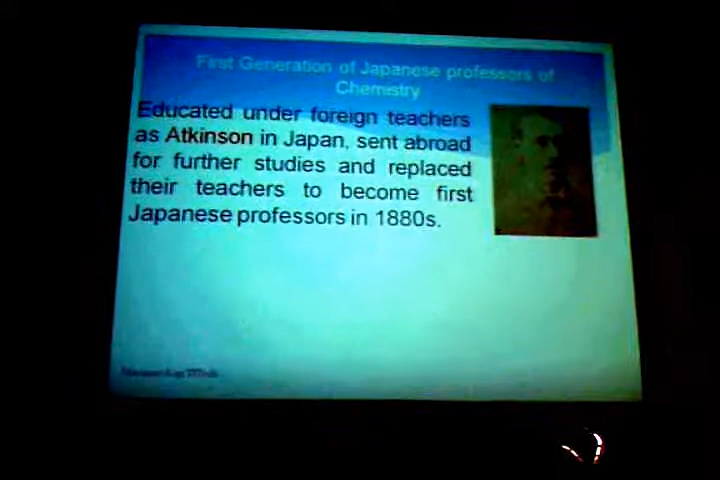 First Generation of Japanese professors of
Chemistry
Educated under foreign teachers
as Atkinson in Japan, sent abroad
for further studies and replaced
their teachers to become first
Japanese professors in 1880s.